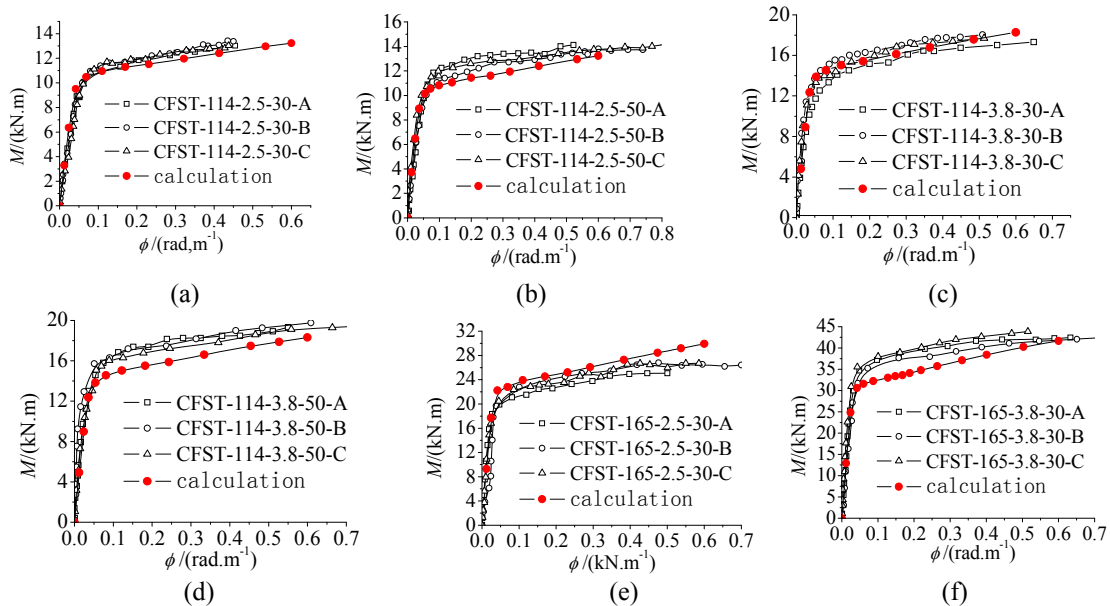 M/(kN.m)
14
13
12
11
10
9
8
7
6
5
4
3
2
1
0
CFST-114-2.5-30-A
CFST-114-2.5-30-B
CFST-114-2.5-30-C
calculation
0.0 0.1 0.2 0.3 0.4 0.5 0.6
ϕ/(rad,m⁻¹)
(a)
M/(kN.m)
16
14
12
10
8
6
4
2
0
CFST-114-2.5-50-A
CFST-114-2.5-50-B
CFST-114-2.5-50-C
calculation
0.0 0.1 0.2 0.3 0.4 0.5 0.6 0.7 0.8
ϕ/(rad.m⁻¹)
(b)
M/(kN.m)
20
16
12
8
4
0
CFST-114-3.8-30-A
CFST-114-3.8-30-B
CFST-114-3.8-30-C
calculation
0.0 0.1 0.2 0.3 0.4 0.5 0.6 0.7
ϕ/(rad.m⁻¹)
(c)
M/(kN.m)
20
16
12
8
4
0
CFST-114-3.8-50-A
CFST-114-3.8-50-B
CFST-114-3.8-50-C
calculation
0.0 0.1 0.2 0.3 0.4 0.5 0.6 0.7
ϕ/(rad.m⁻¹)
(d)
M/(kN.m)
32
28
24
20
16
12
8
4
0
CFST-165-2.5-30-A
CFST-165-2.5-30-B
CFST-165-2.5-30-C
calculation
0.0 0.1 0.2 0.3 0.4 0.5 0.6 0.7
ϕ/(kN.m⁻¹)
(e)
M/(kN.m)
45
40
35
30
25
20
15
10
5
0
CFST-165-3.8-30-A
CFST-165-3.8-30-B
CFST-165-3.8-30-C
calculation
0.0 0.1 0.2 0.3 0.4 0.5 0.6 0.7
ϕ/(rad.m⁻¹)
(f)